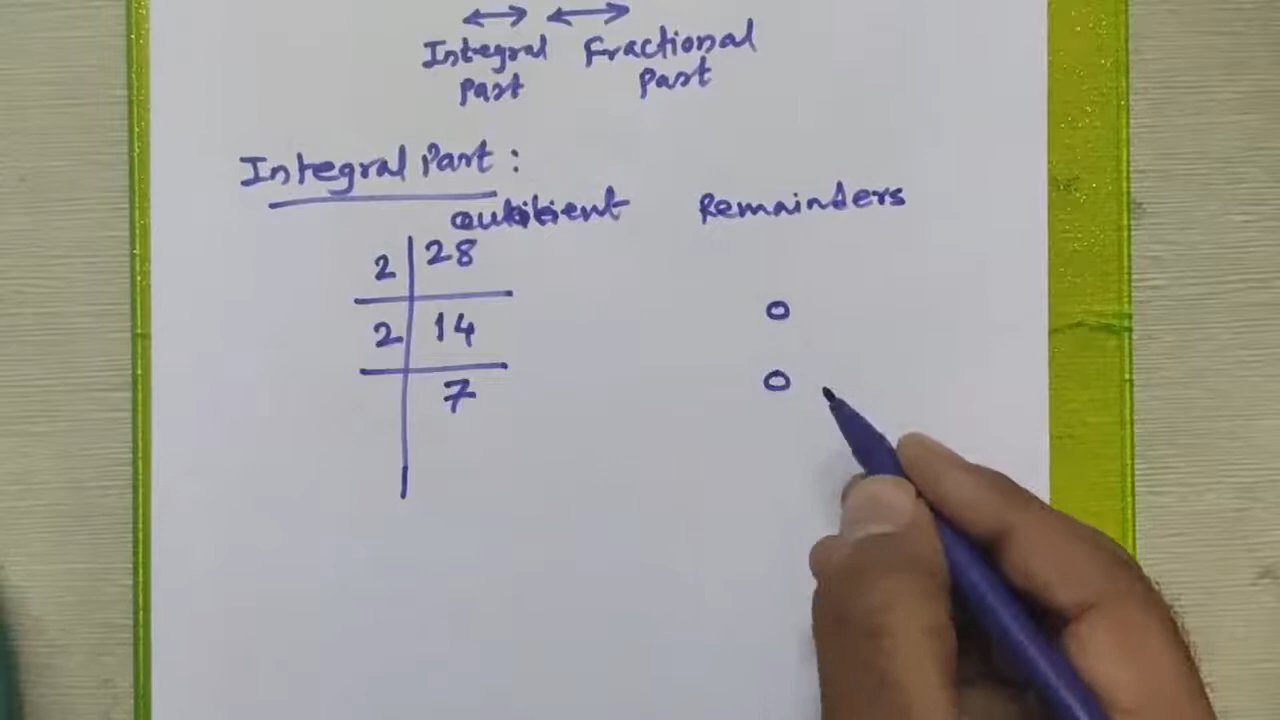 Integral Fractional
Part Part
Integral Part :
Remainders
2 28
0
2 14
0
7